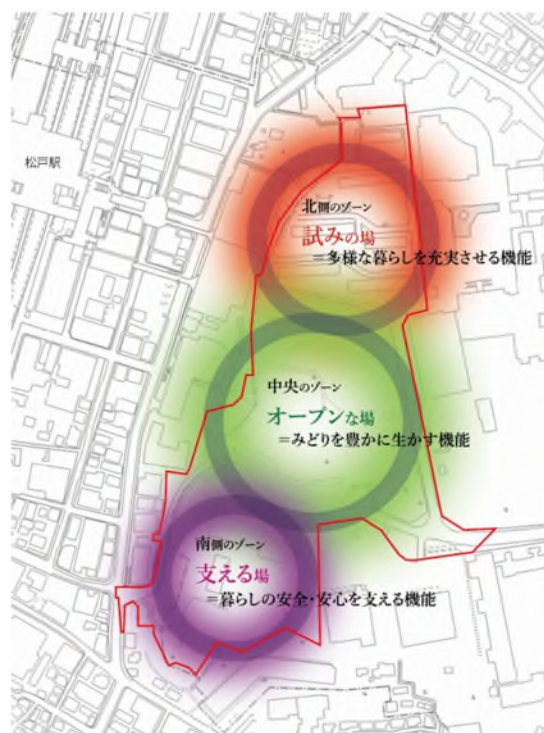 松戸駅
北側のゾーン
試みの場
＝多様な暮らしを充実させる機能
中央のゾーン
オープンな場
＝みどりを豊かに生かす機能
南側のゾーン
支える場
＝暮らしの安全・安心を支える機能